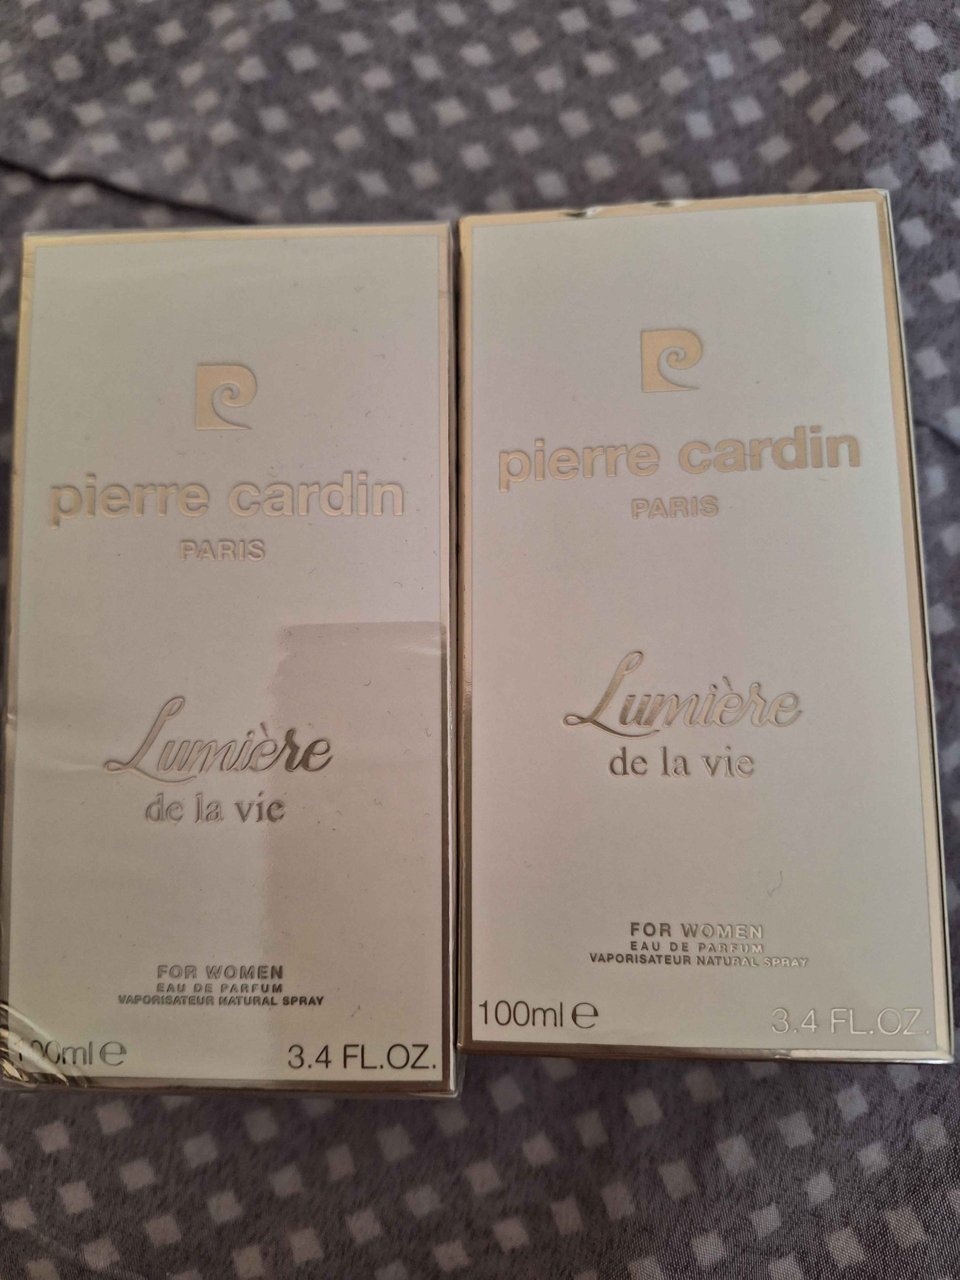 pierre cardin
PARIS
Lumière
de la vie
FOR WOMEN
EAU DE PARFUM
VAPORISATEUR NATURAL SPRAY
100ml e
3.4 FL.OZ.
pierre cardin
PARIS
Lumière
de la vie
FOR WOMEN
EAU DE PARFUM
VAPORISATEUR NATURAL SPRAY
100ml e
3.4 FL.OZ.